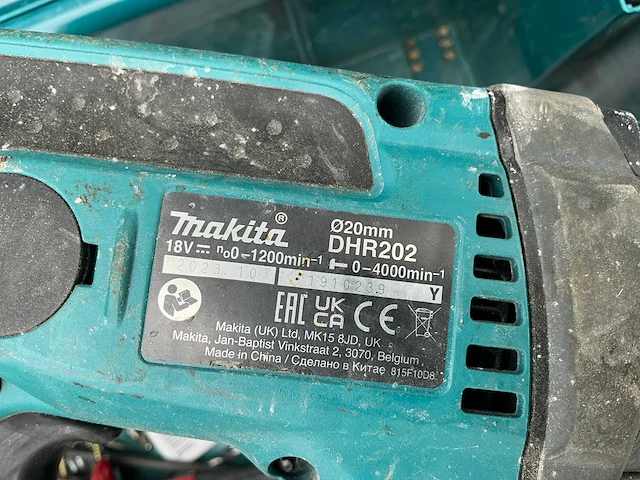 makita®
Ø20mm
DHR202
18V⎓ n₀0-1200min⁻¹ 0-4000min⁻¹
2023.10 191C239 Y
EAC UK CA CE
Makita (UK) Ltd, MK15 8JD, UK
Makita, Jan-Baptist Vinkstraat 2, 3070, Belgium
Made in China / Сделано в Китае 815F10D8